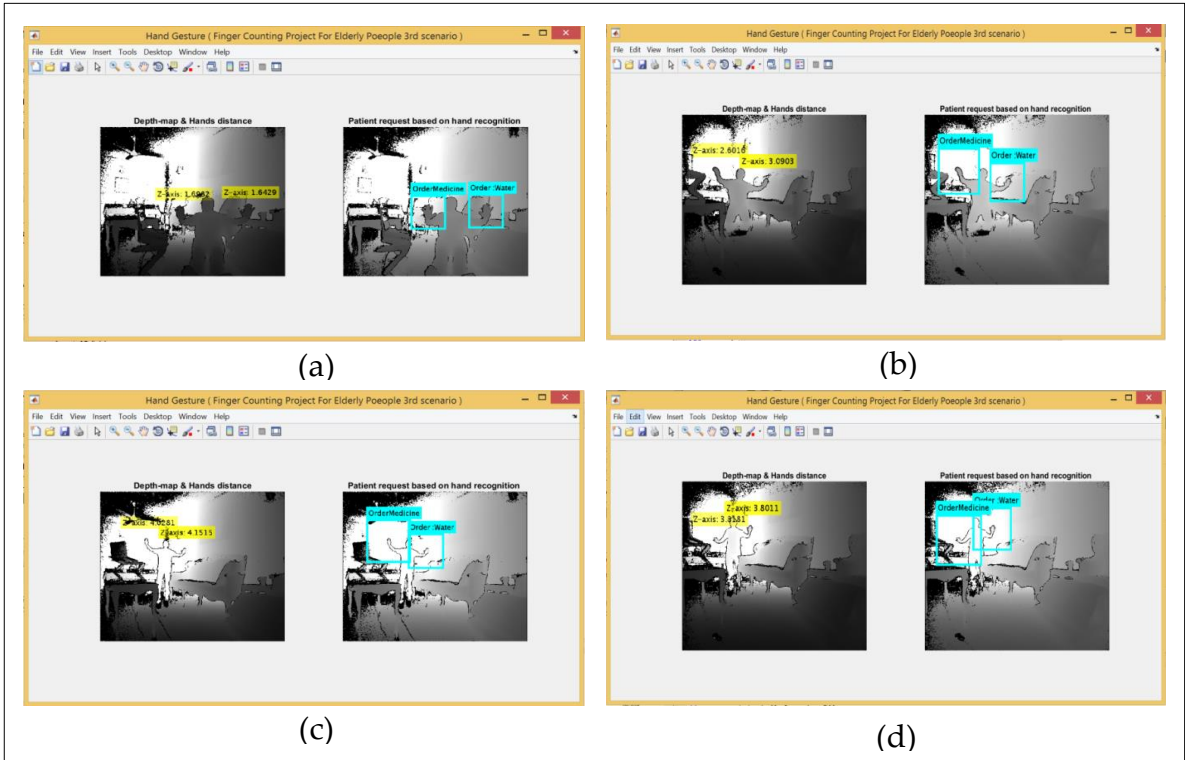 Hand Gesture ( Finger Counting Project For Elderly Poeople 3rd scenario )
File Edit View Insert Tools Desktop Window Help
Depth-map & Hands distance
Patient request based on hand recognition
Z-axis: 1.6429
OrderMedicine
Order :Water
(a)
Hand Gesture ( Finger Counting Project For Elderly Poeople 3rd scenario )
File Edit View Insert Tools Desktop Window Help
Depth-map & Hands distance
Patient request based on hand recognition
Z-axis: 2.6016
Z-axis: 3.0903
OrderMedicine
Order :Water
(b)
Hand Gesture ( Finger Counting Project For Elderly Poeople 3rd scenario )
File Edit View Insert Tools Desktop Window Help
Depth-map & Hands distance
Patient request based on hand recognition
Z-axis: 4.0281
Z-axis: 4.1515
OrderMedicine
Order :Water
(c)
Hand Gesture ( Finger Counting Project For Elderly Poeople 3rd scenario )
File Edit View Insert Tools Desktop Window Help
Depth-map & Hands distance
Patient request based on hand recognition
Z-axis: 3.8011
Z-axis:
Order :Water
OrderMedicine
(d)